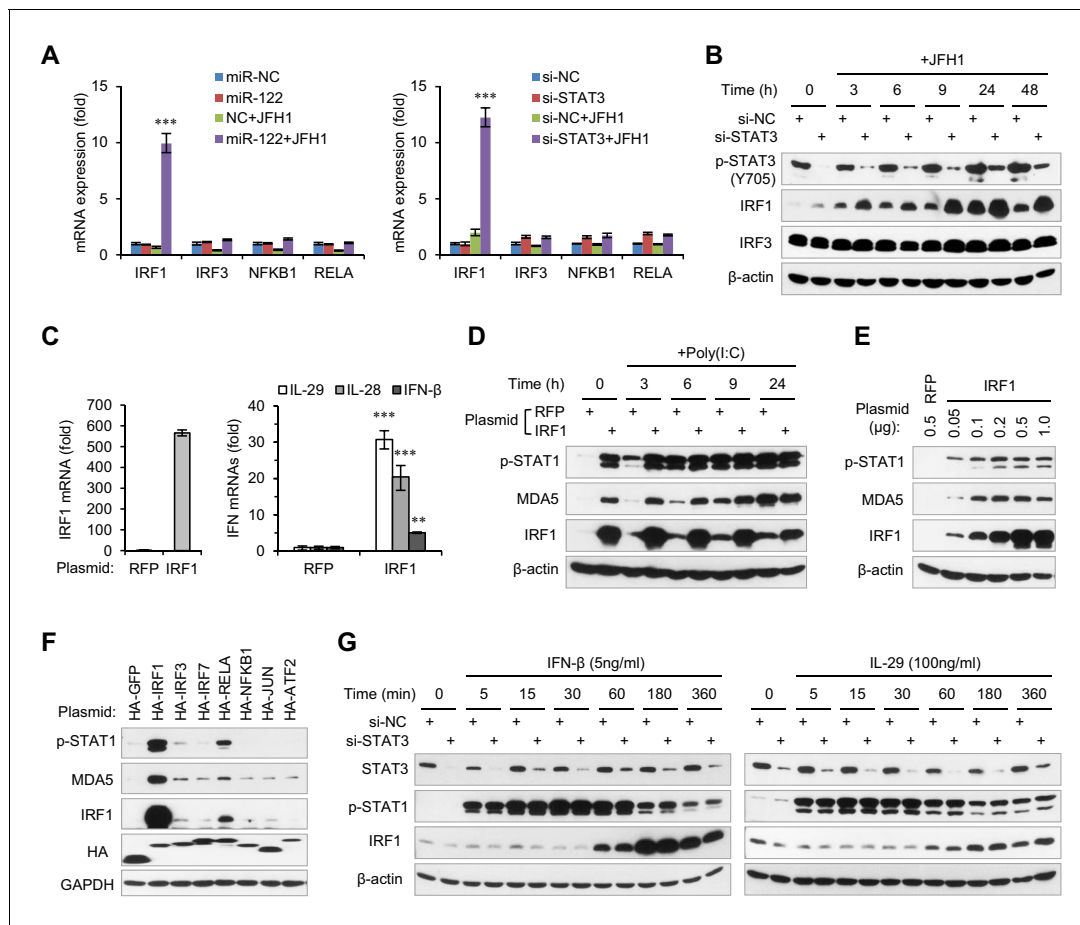 A
mRNA expression (fold)
15
10
5
0
***
miR-NC
miR-122
NC+JFH1
miR-122+JFH1
IRF1 IRF3 NFKB1 RELA
mRNA expression (fold)
15
10
5
0
***
si-NC
si-STAT3
si-NC+JFH1
si-STAT3+JFH1
IRF1 IRF3 NFKB1 RELA
B
+JFH1
Time (h) 0 3 6 9 24 48
si-NC + + + + + +
si-STAT3 + + + + + +
p-STAT3
(Y705)
IRF1
IRF3
β-actin
C
IRF1 mRNA (fold)
700
600
500
400
300
200
100
0
Plasmid: RFP IRF1
IL-29 IL-28 IFN-β
IFN mRNAs (fold)
40
30
20
10
0
***
***
**
RFP IRF1
D
+Poly(I:C)
Time (h) 0 3 6 9 24
Plasmid
RFP + + + + +
IRF1 + + + + +
p-STAT1
MDA5
IRF1
β-actin
E
RFP IRF1
Plasmid
(μg): 0.5 0.05 0.1 0.2 0.5 1.0
p-STAT1
MDA5
IRF1
β-actin
F
Plasmid: HA-GFP HA-IRF1 HA-IRF3 HA-IRF7 HA-RELA HA-NFKB1 HA-JUN HA-ATF2
p-STAT1
MDA5
IRF1
HA
GAPDH
G
IFN-β (5ng/ml) IL-29 (100ng/ml)
Time (min) 0 5 15 30 60 180 360 0 5 15 30 60 180 360
si-NC + + + + + + + + + + + + + +
si-STAT3 + + + + + + + + + + + + + +
STAT3
p-STAT1
IRF1
β-actin